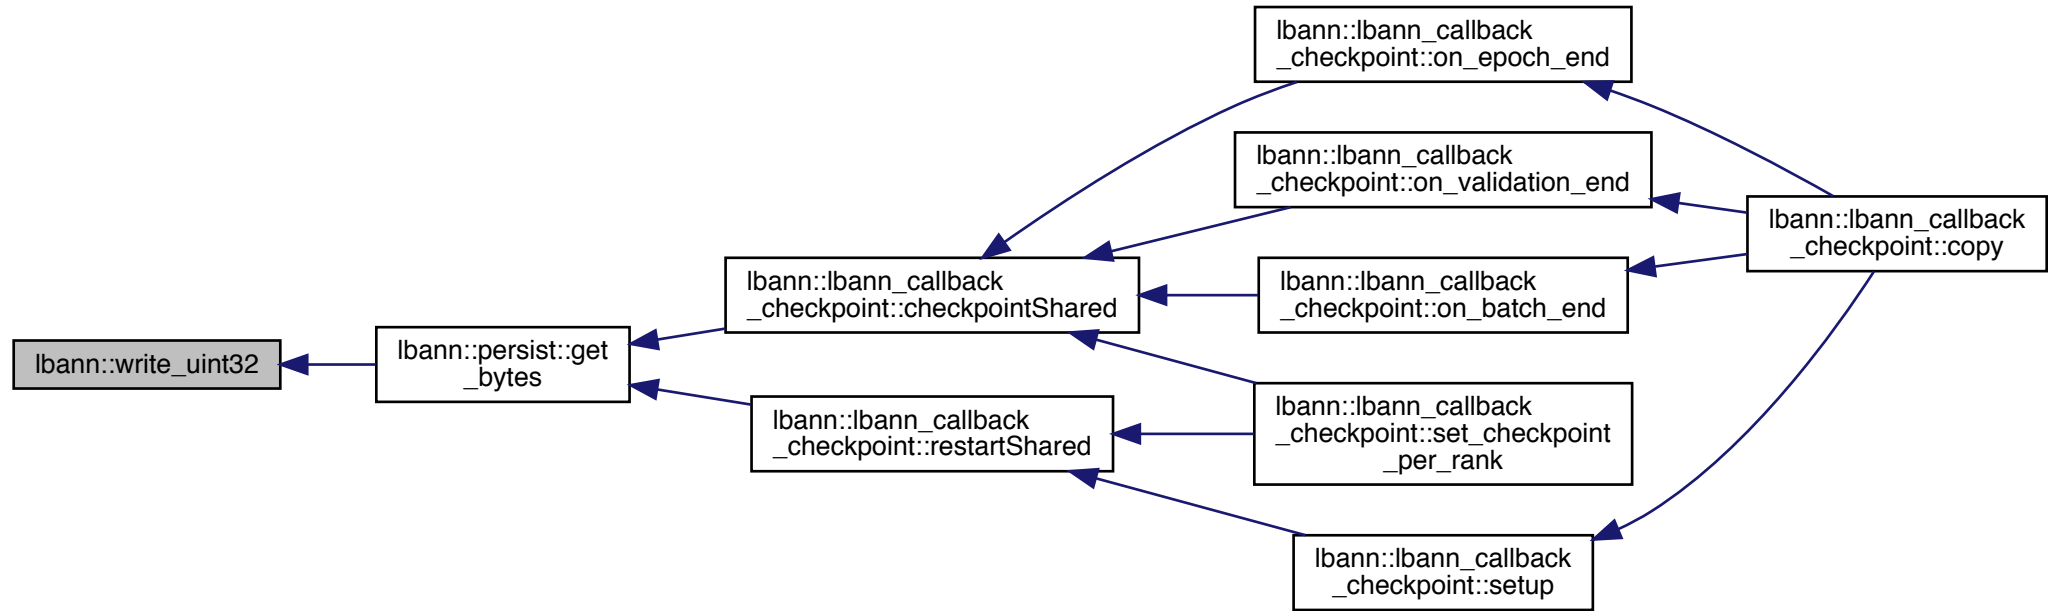 lbann::lbann_callback
_checkpoint::on_epoch_end
lbann::lbann_callback
_checkpoint::on_validation_end
lbann::lbann_callback
_checkpoint::copy
lbann::lbann_callback
_checkpoint::checkpointShared
lbann::lbann_callback
_checkpoint::on_batch_end
lbann::write_uint32
lbann::persist::get
_bytes
lbann::lbann_callback
_checkpoint::restartShared
lbann::lbann_callback
_checkpoint::set_checkpoint
_per_rank
lbann::lbann_callback
_checkpoint::setup